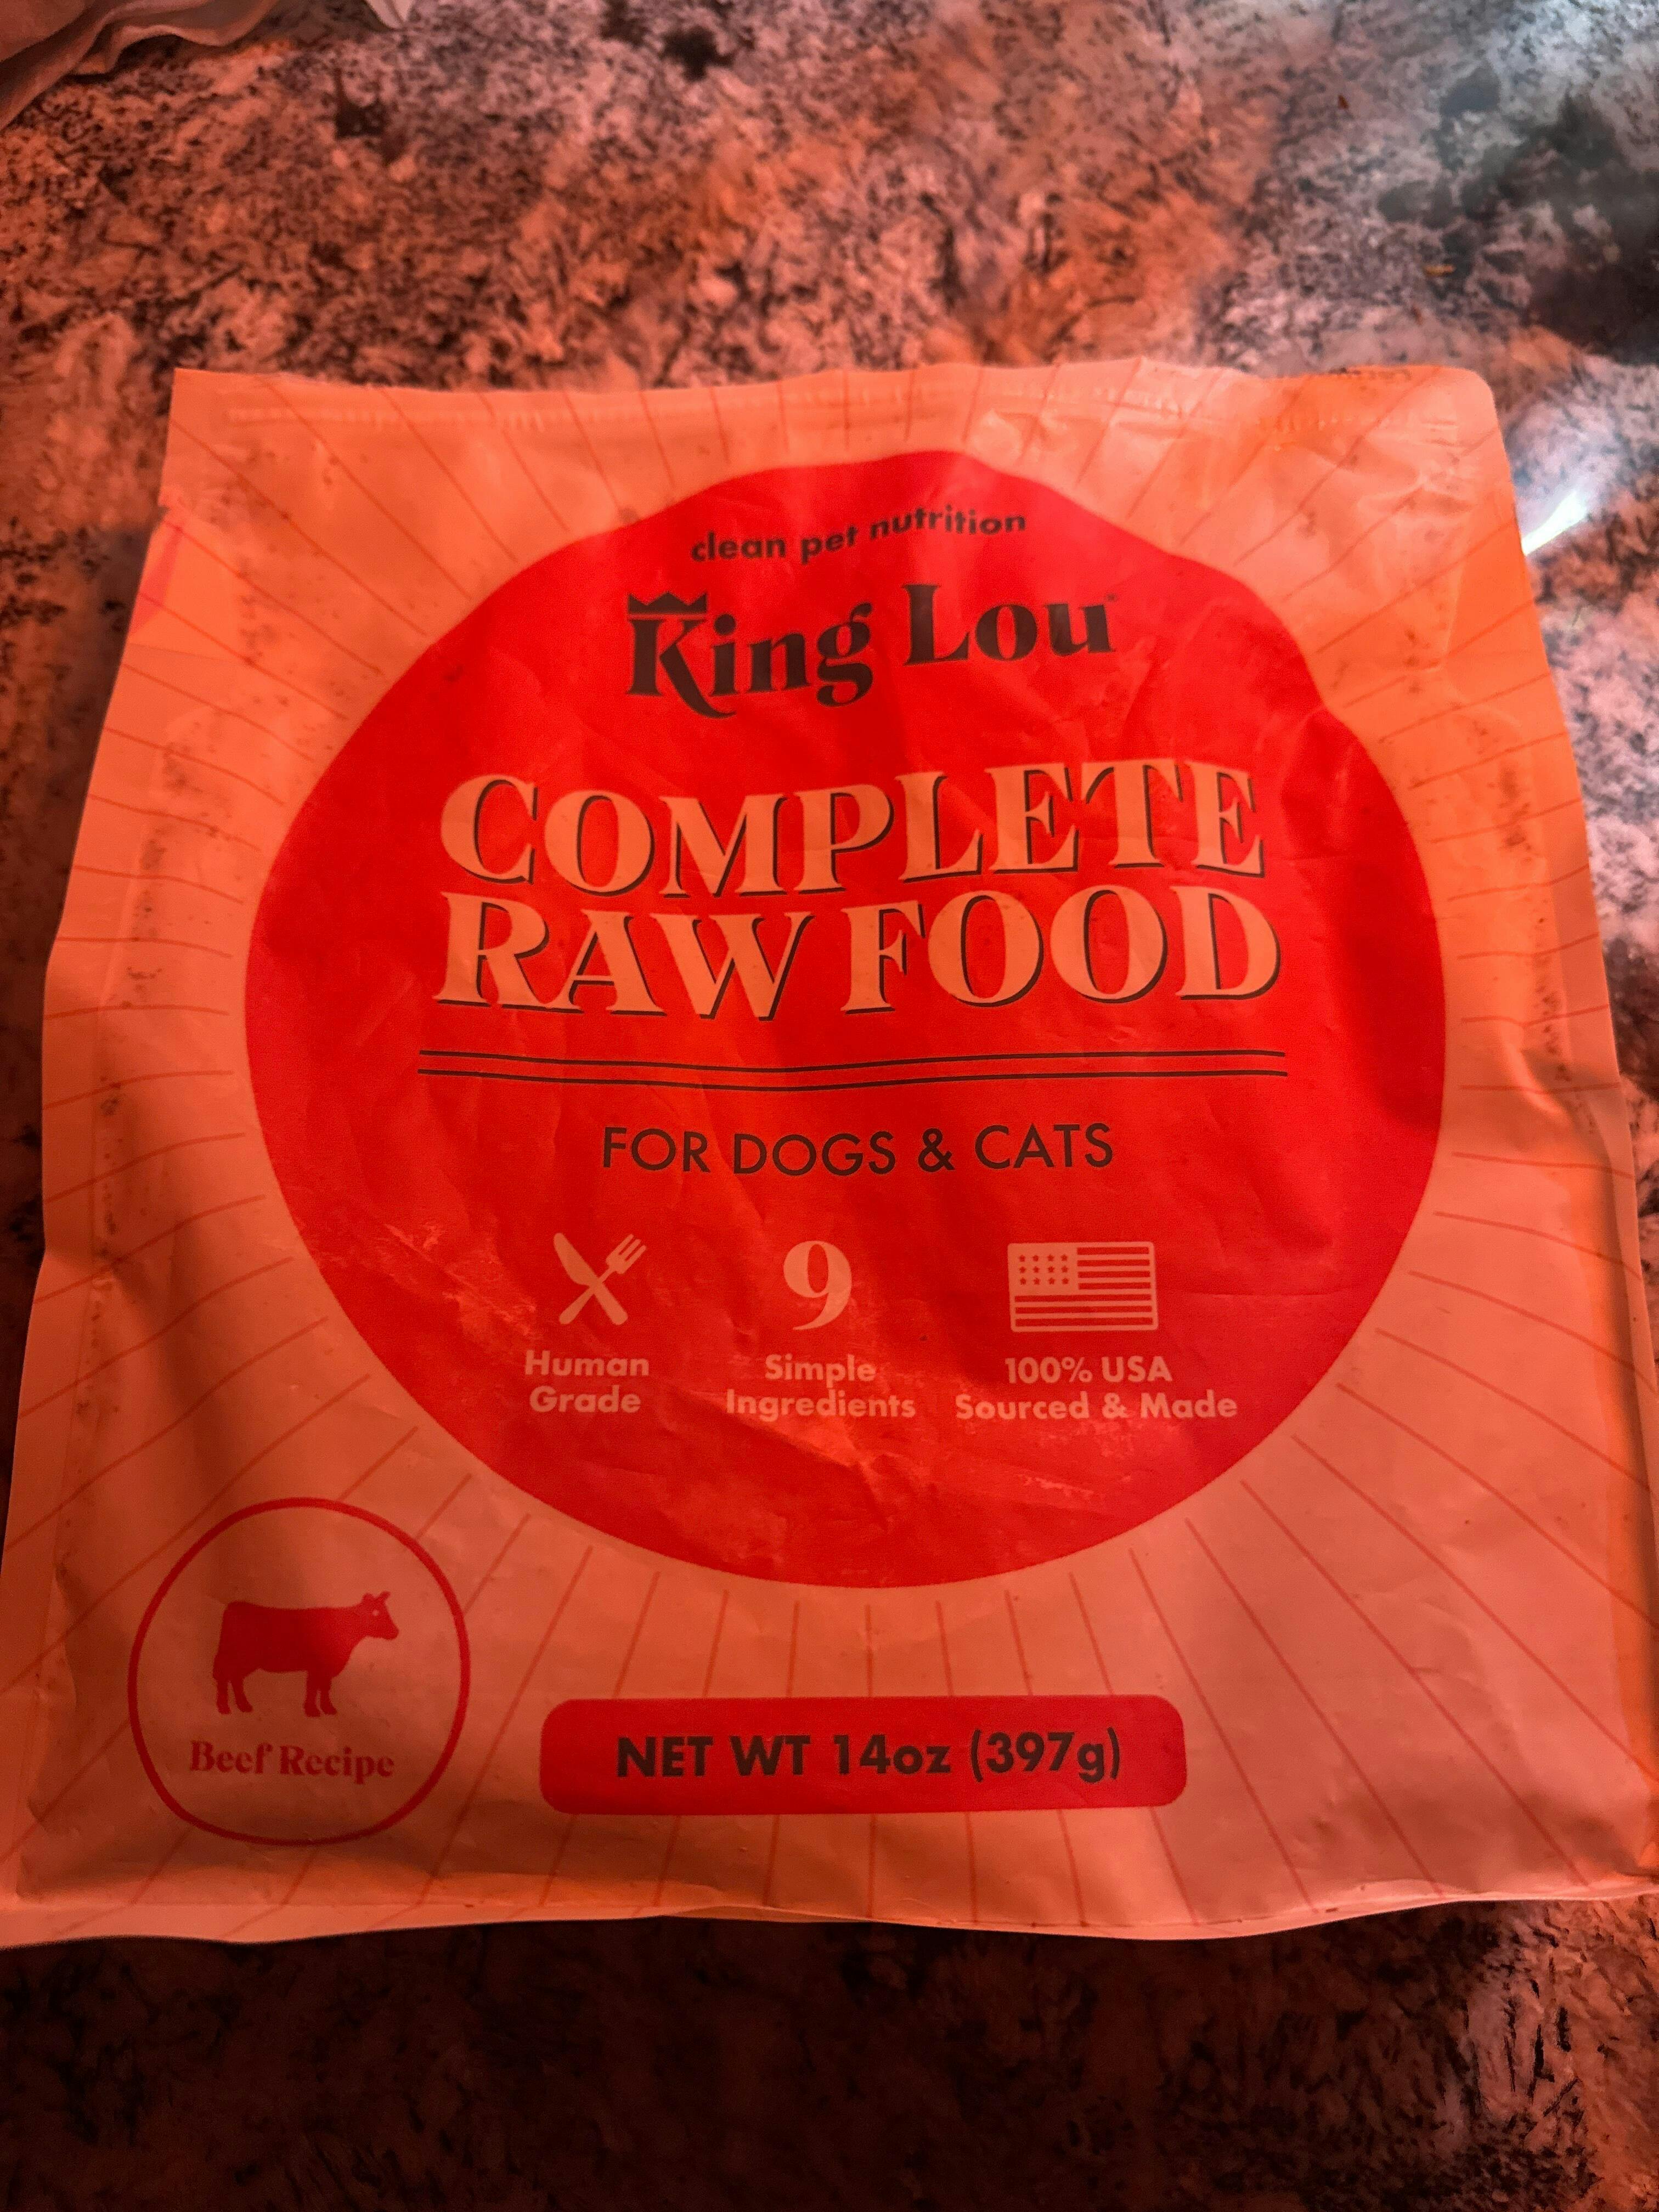 clean pet nutrition
King Lou
COMPLETE
RAW FOOD
FOR DOGS & CATS
9
Human
Grade
Simple
Ingredients
100% USA
Sourced & Made
Beef Recipe
NET WT 14oz (397g)